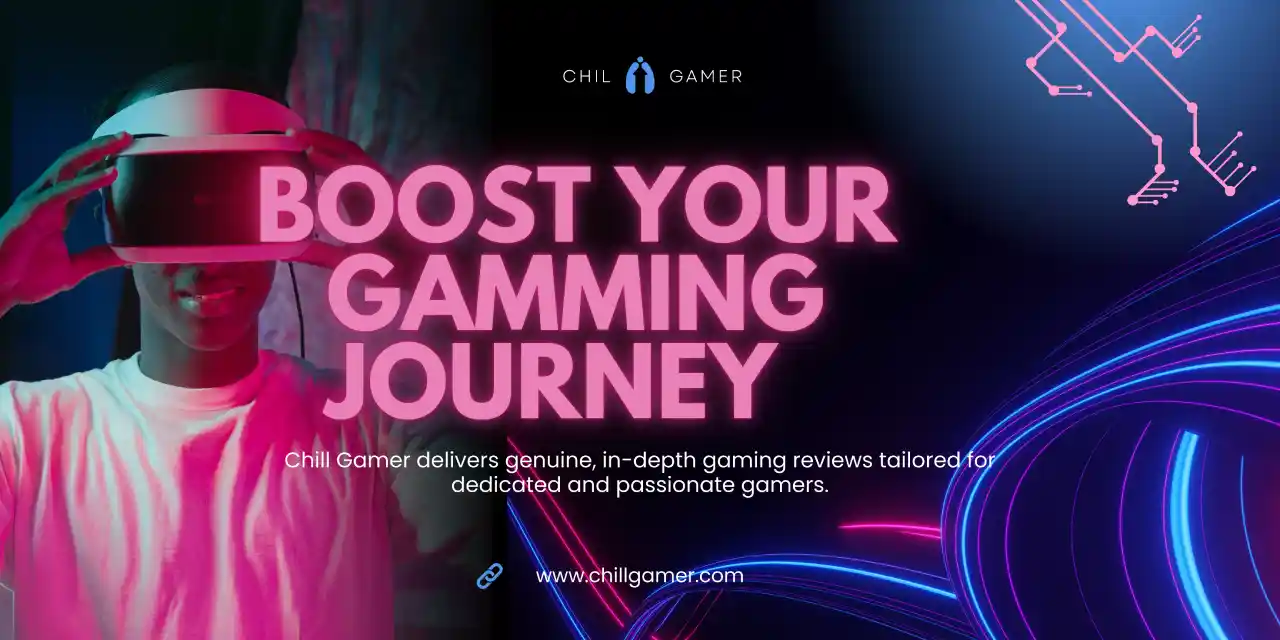 CHIL GAMER
BOOST YOUR
GAMMING
JOURNEY
Chill Gamer delivers genuine, in-depth gaming reviews tailored for
dedicated and passionate gamers.
www.chillgamer.com